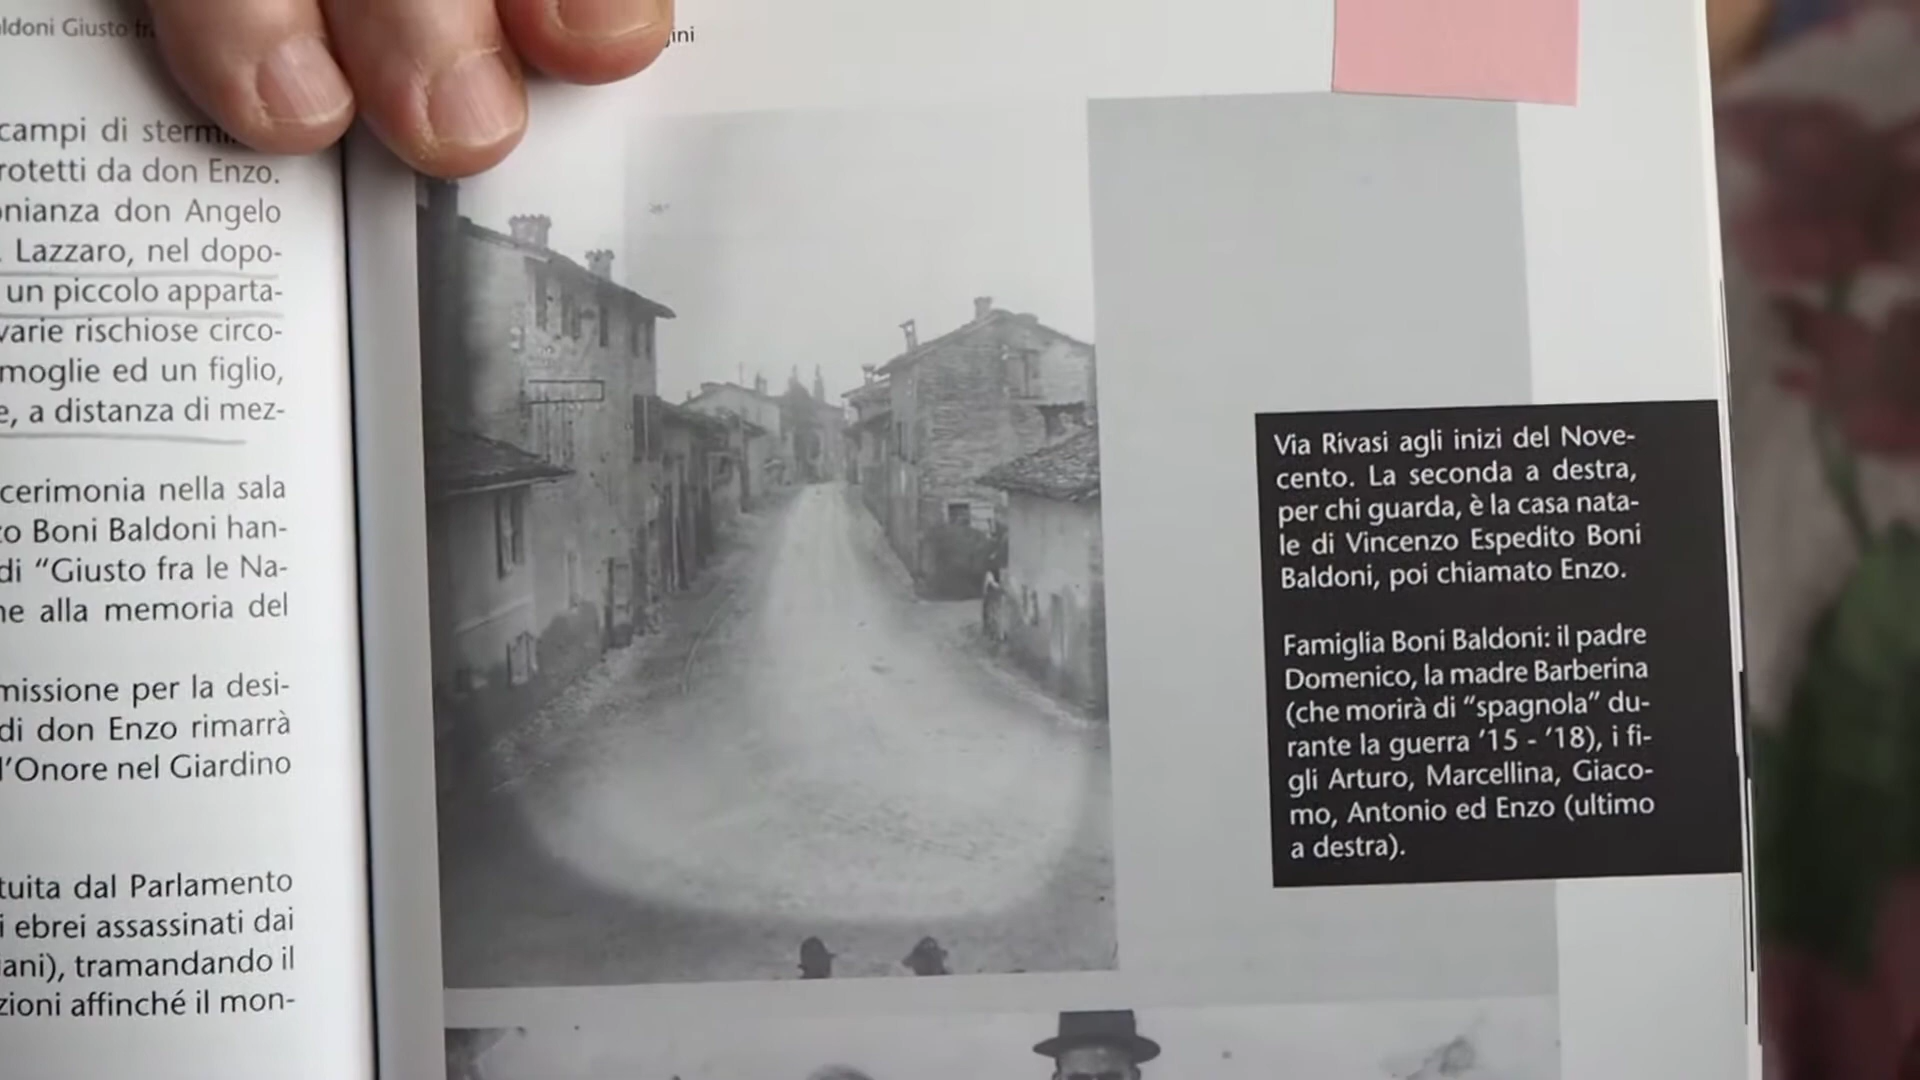 ldoni Giusto
campi di
rotetti da don Enzo.
onianza don Angelo
. Lazzaro, nel dopo-
un piccolo apparta-
varie rischiose circo-
moglie ed un figlio,
e, a distanza di mez-
cerimonia nella sala
zo Boni Baldoni han-
di “Giusto fra le Na-
ne alla memoria del
missione per la desi-
di don Enzo rimarrà
l’Onore nel Giardino
tuita dal Parlamento
i ebrei assassinati dai
iani), tramandando il
zioni affinché il mon-
Via Rivasi agli inizi del Nove-
cento. La seconda a destra,
per chi guarda, è la casa nata-
le di Vincenzo Espedito Boni
Baldoni, poi chiamato Enzo.
Famiglia Boni Baldoni: il padre
Domenico, la madre Barberina
(che morirà di “spagnola” du-
rante la guerra ’15 - ’18), i fi-
gli Arturo, Marcellina, Giaco-
mo, Antonio ed Enzo (ultimo
a destra).